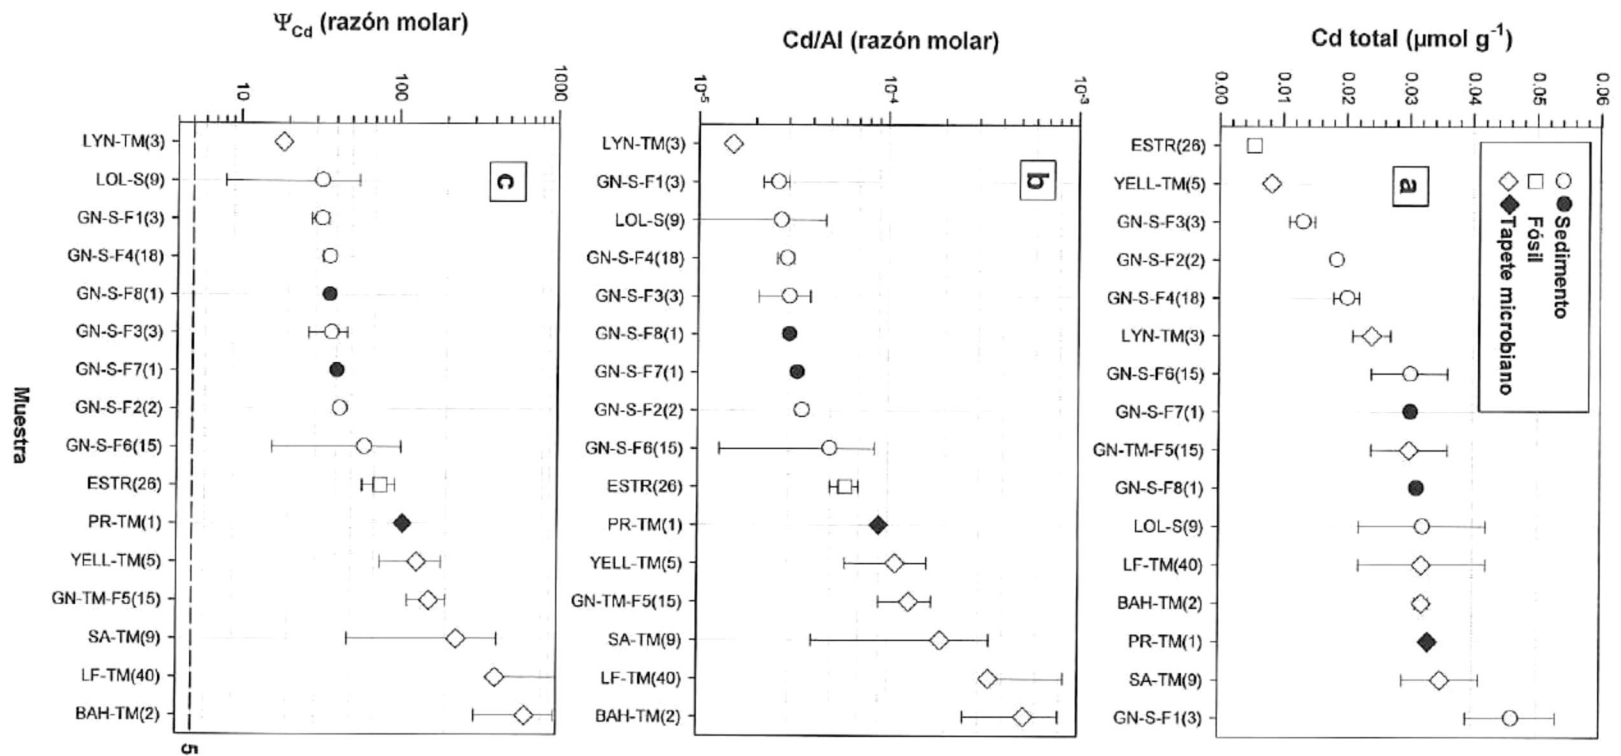 Cd total (µmol g⁻¹)
0.00
0.01
0.02
0.03
0.04
0.05
0.06
a
Sedimento
Fósil
Tapete microbiano
ESTR(26)
YELL-TM(5)
GN-S-F3(3)
GN-S-F2(2)
GN-S-F4(18)
LYN-TM(3)
GN-S-F6(15)
GN-S-F7(1)
GN-TM-F5(15)
GN-S-F8(1)
LOL-S(9)
LF-TM(40)
BAH-TM(2)
PR-TM(1)
SA-TM(9)
GN-S-F1(3)
Cd/Al (razón molar)
10⁻⁵
10⁻⁴
10⁻³
b
LYN-TM(3)
GN-S-F1(3)
LOL-S(9)
GN-S-F4(18)
GN-S-F3(3)
GN-S-F8(1)
GN-S-F7(1)
GN-S-F2(2)
GN-S-F6(15)
ESTR(26)
PR-TM(1)
YELL-TM(5)
GN-TM-F5(15)
SA-TM(9)
LF-TM(40)
BAH-TM(2)
Ψ_Cd (razón molar)
10
100
1000
c
LYN-TM(3)
LOL-S(9)
GN-S-F1(3)
GN-S-F4(18)
GN-S-F8(1)
GN-S-F3(3)
GN-S-F7(1)
GN-S-F2(2)
GN-S-F6(15)
ESTR(26)
PR-TM(1)
YELL-TM(5)
GN-TM-F5(15)
SA-TM(9)
LF-TM(40)
BAH-TM(2)
5
Muestra